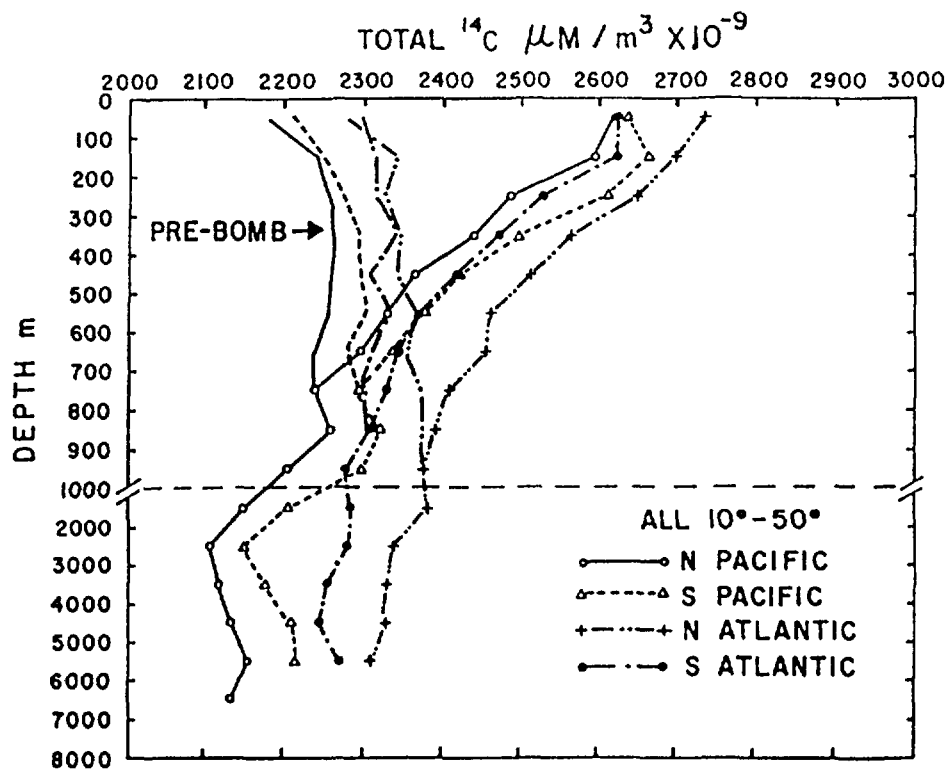 TOTAL ¹⁴C μM / m³ X10⁻⁹
2000 2100 2200 2300 2400 2500 2600 2700 2800 2900 3000
0
100
200
300
400
500
600
700
800
900
1000
2000
3000
4000
5000
6000
7000
8000
DEPTH m
PRE-BOMB
ALL 10°-50°
N PACIFIC
S PACIFIC
N ATLANTIC
S ATLANTIC